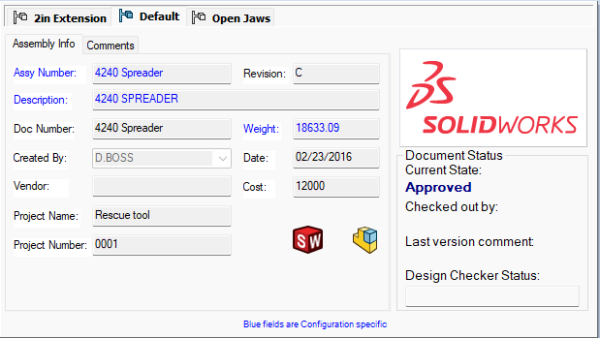 2in Extension Default Open Jaws
Assembly Info Comments
Assy Number: 4240 Spreader Revision: C
Description: 4240 SPREADER
Doc Number: 4240 Spreader Weight: 18633.09
Created By: D.BOSS Date: 02/23/2016
Vendor: Cost: 12000
Project Name: Rescue tool
Project Number: 0001
SW
Blue fields are Configuration specific
SOLIDWORKS
Document Status
Current State:
Approved
Checked out by:
Last version comment:
Design Checker Status: